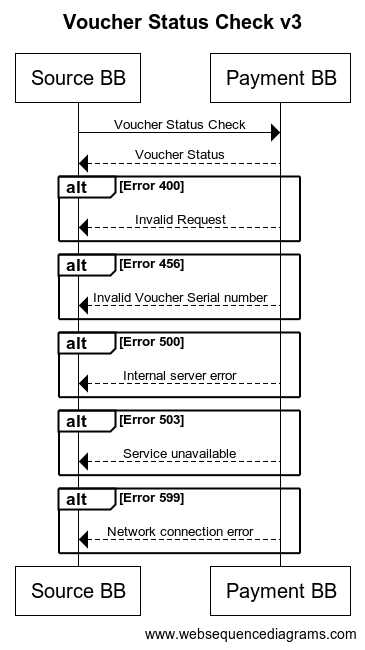 Voucher Status Check v3
Source BB
Payment BB
Voucher Status Check
Voucher Status
alt [Error 400]
Invalid Request
alt [Error 456]
Invalid Voucher Serial number
alt [Error 500]
Internal server error
alt [Error 503]
Service unavailable
alt [Error 599]
Network connection error
Source BB
Payment BB
www.websequencediagrams.com